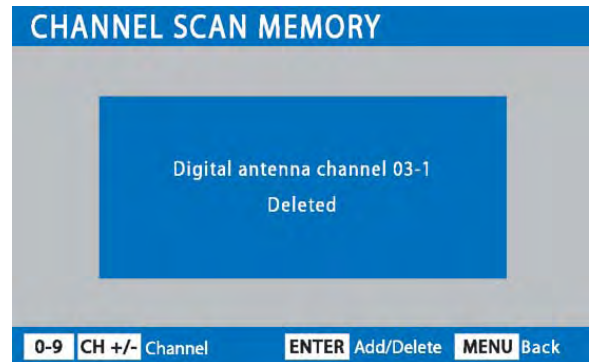 CHANNEL SCAN MEMORY
Digital antenna channel 03-1
Deleted
0-9 CH +/- Channel ENTER Add/Delete MENU Back